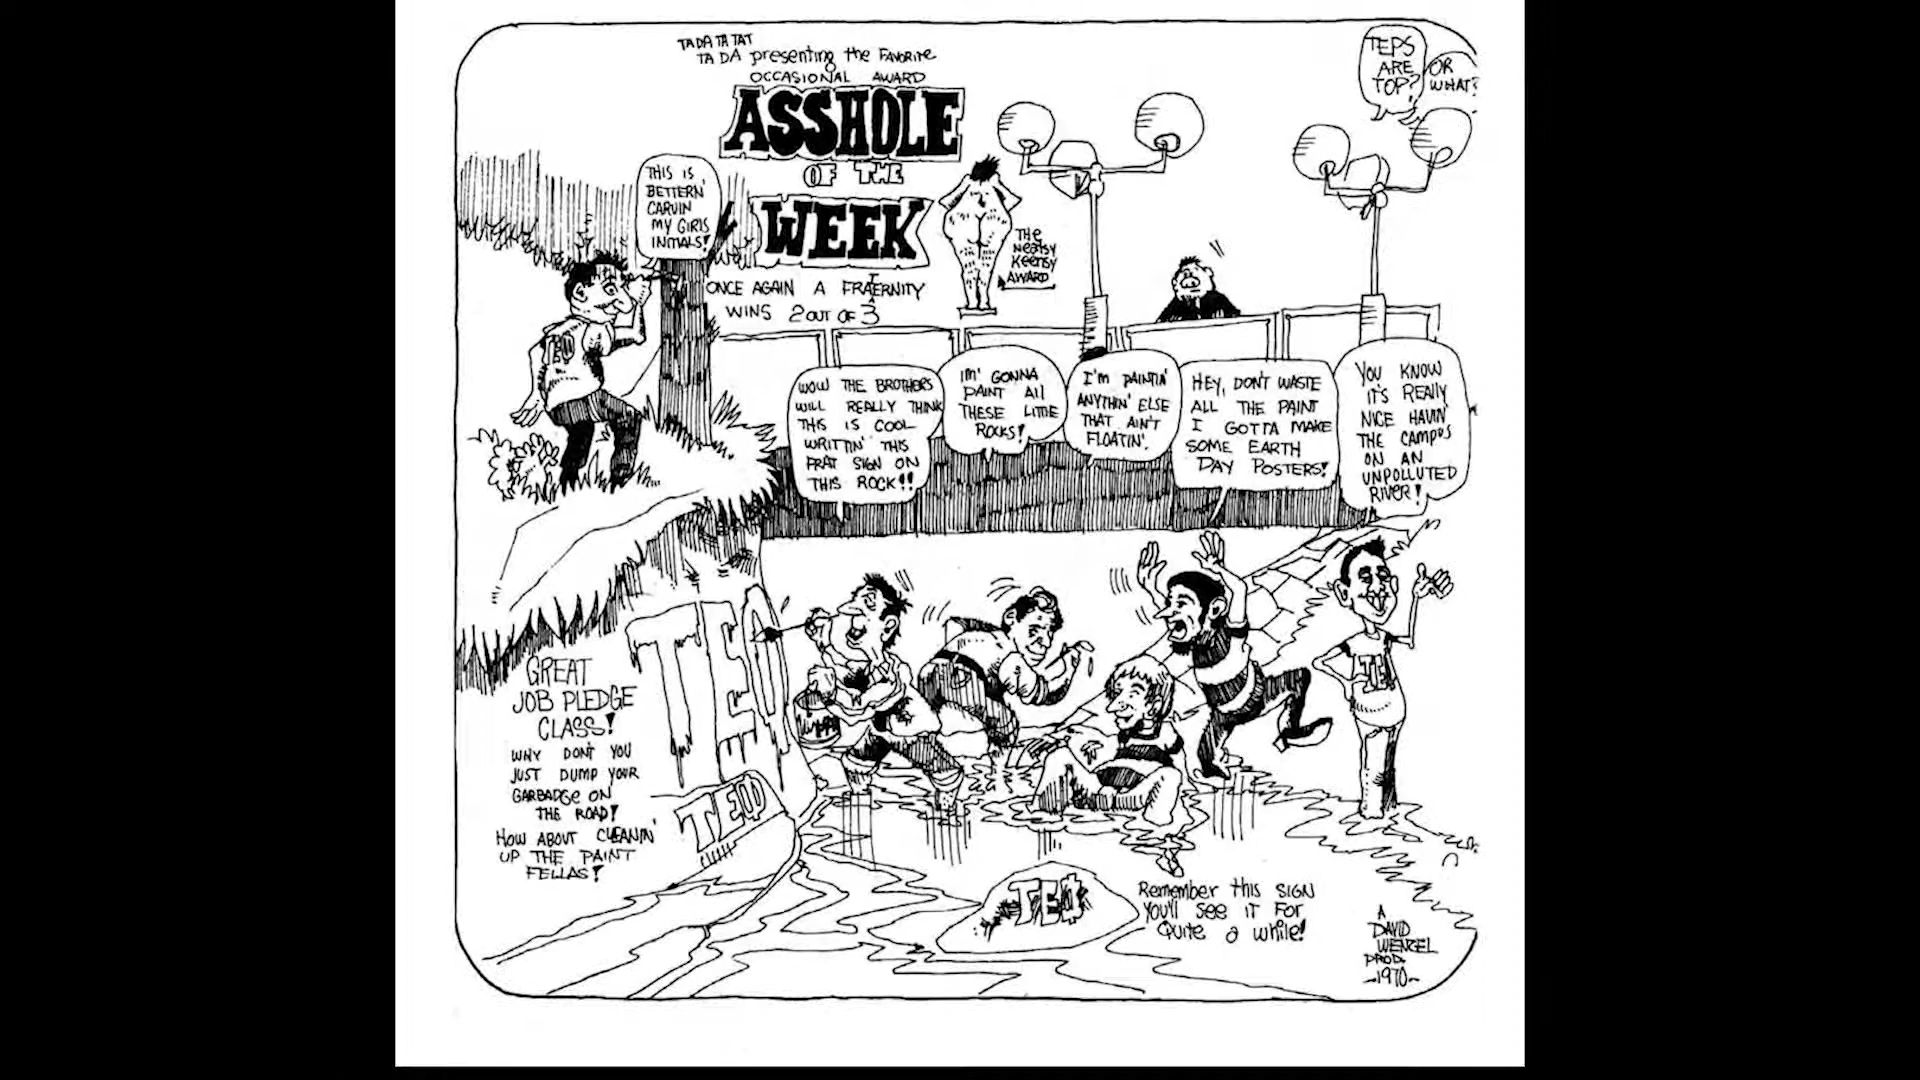 TA DA TA TAT
TA DA presenting the FAVORITE
OCCASIONAL AWARD
ASSHOLE
OF THE
WEEK
ONCE AGAIN A FRATERNITY
WINS 2 OUT OF 3
THE
NEATSY
KEENSY
AWARD
TEPS
ARE
TOP?
OR
WHAT?
THIS IS
BETTERN'
CARVIN
MY GIRLS
INITIALS!
WOW THE BROTHERS
WILL REALLY THINK
THIS IS COOL
WRITTIN' THIS
FRAT SIGN ON
THIS ROCK!!
IM' GONNA
PAINT All
THESE LITTLE
ROCKS!
I'M PAINTIN'
ANYTHIN' ELSE
THAT AIN'T
FLOATIN'.
HEY, DON'T WASTE
ALL THE PAINT
I GOTTA MAKE
SOME EARTH
DAY POSTERS!
YOU KNOW
IT'S REALLY
NICE HAVIN'
THE CAMPUS
ON AN
UNPOLLUTED
RIVER!
TEΦ
TEΦ
GREAT
JOB PLEDGE
CLASS!
WHY DON'T YOU
JUST DUMP YOUR
GARBADGE ON
THE ROAD!
HOW ABOUT CLEANIN'
UP THE PAINT
FELLAS!
TEΦ
Remember this SIGN
YOU'll SEE IT FOR
QUITE a while!
A
DAVID
WENZEL
PROD.
-1970-